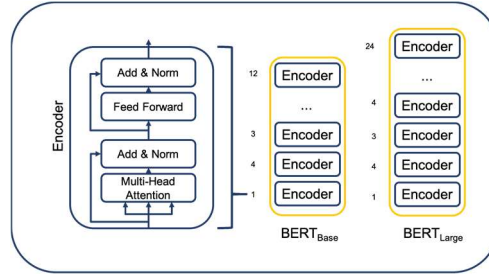 Encoder
Add & Norm
Feed Forward
Add & Norm
Multi-Head
Attention
12 Encoder
...
3 Encoder
4 Encoder
1 Encoder
BERTBase
24 Encoder
...
4 Encoder
3 Encoder
4 Encoder
1 Encoder
BERTLarge